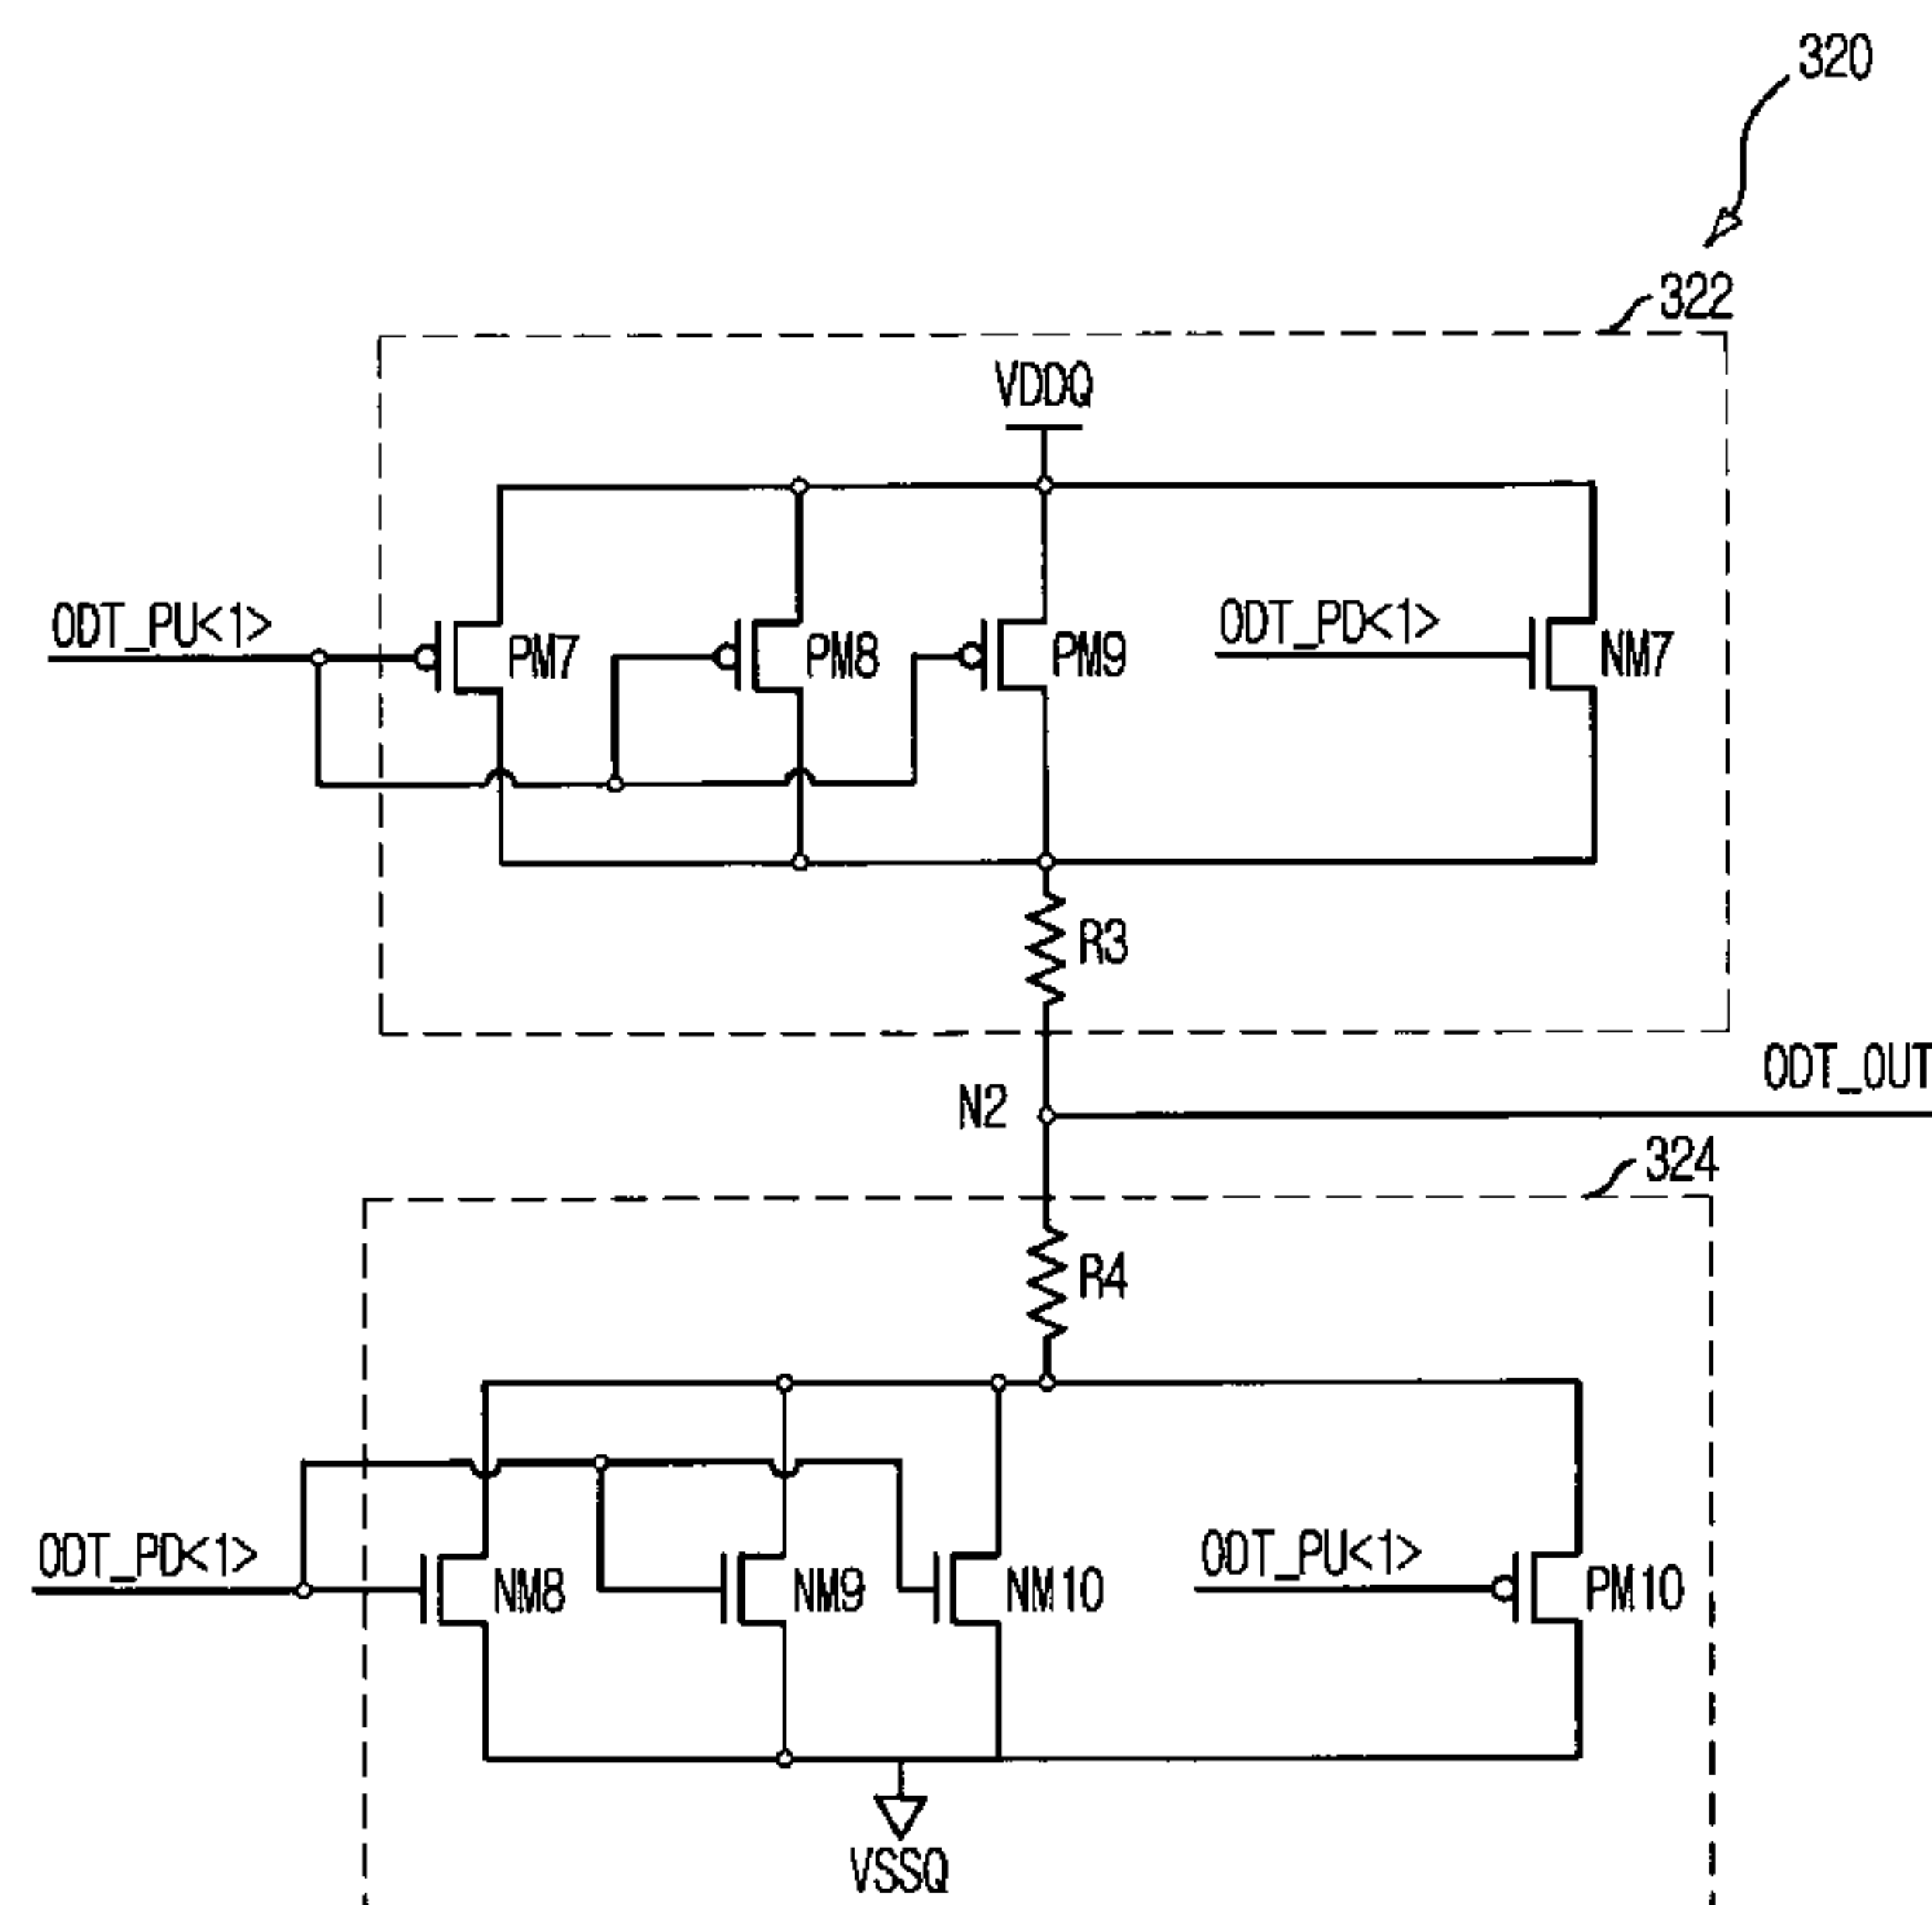 320
322
VDDQ
ODT_PU<1>
PM7
PM8
PM9
ODT_PD<1>
NM7
R3
N2
ODT_OUT
324
R4
ODT_PD<1>
NM8
NM9
NM10
ODT_PU<1>
PM10
VSSQ